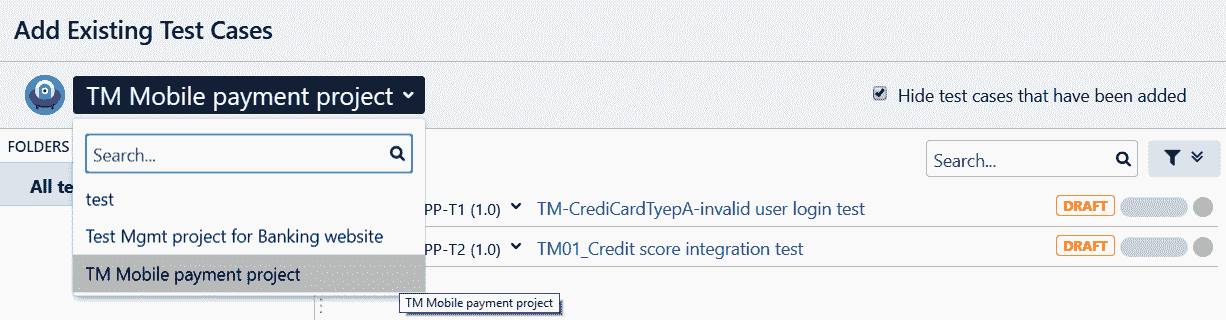 Add Existing Test Cases
TM Mobile payment project
Hide test cases that have been added
FOLDERS
Search...
Search...
All te
test
PP-T1 (1.0) TM-CrediCardTyepA-invalid user login test DRAFT
Test Mgmt project for Banking website
PP-T2 (1.0) TM01_Credit score integration test DRAFT
TM Mobile payment project
TM Mobile payment project